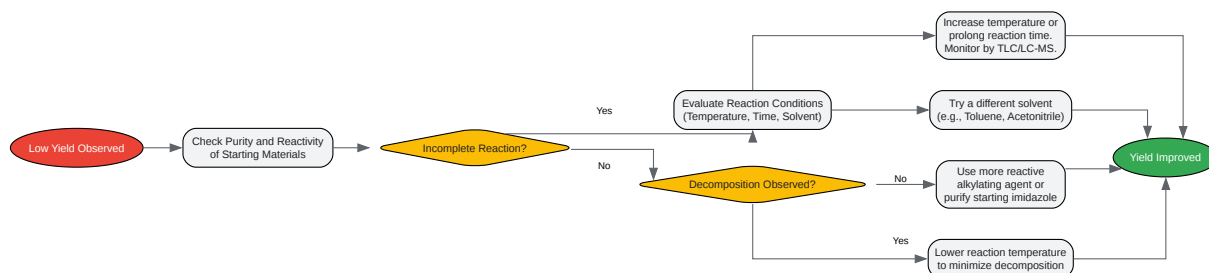 Low Yield Observed
Check Purity and Reactivity
of Starting Materials
Incomplete Reaction?
Yes
No
Evaluate Reaction Conditions
(Temperature, Time, Solvent)
Increase temperature or
prolong reaction time.
Monitor by TLC/LC-MS.
Try a different solvent
(e.g., Toluene, Acetonitrile)
Decomposition Observed?
No
Use more reactive
alkylating agent or
purify starting imidazole
Yes
Lower reaction temperature
to minimize decomposition
Yield Improved